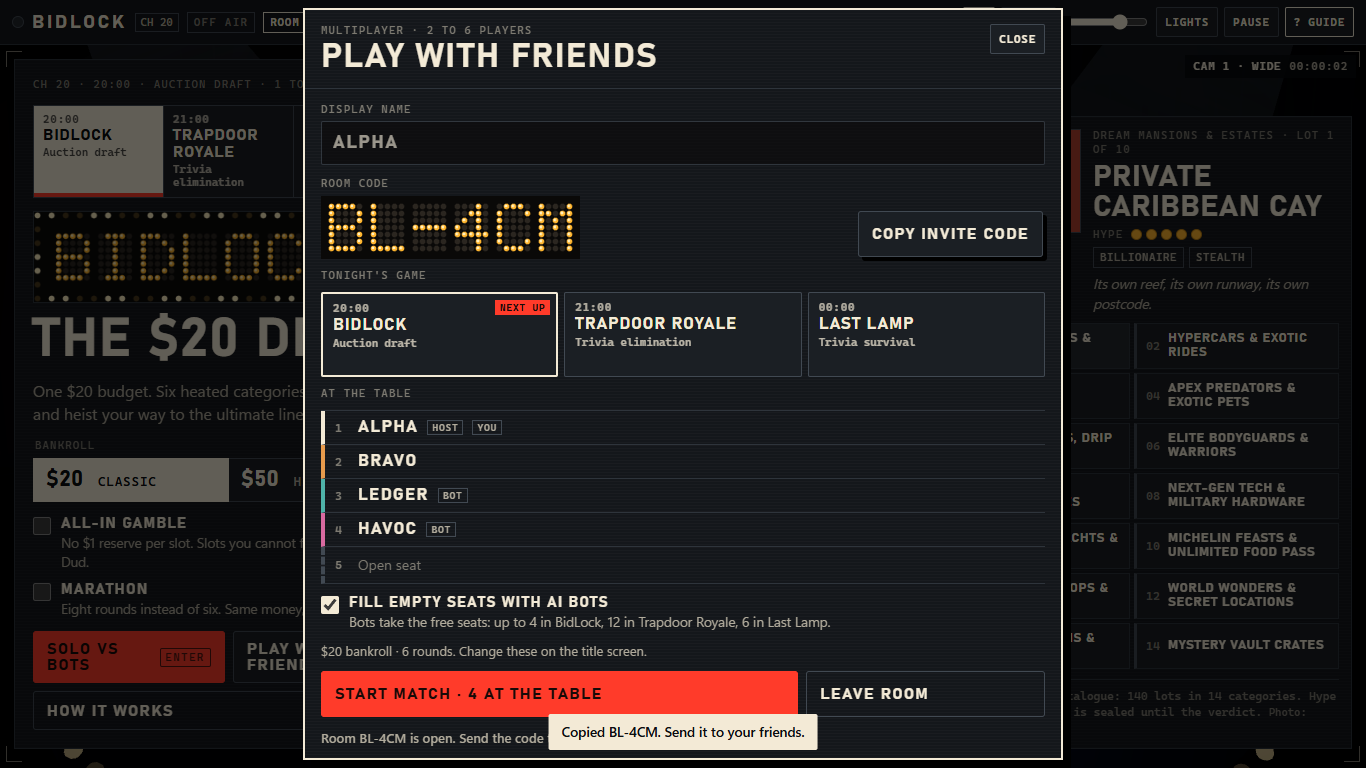 BIDLOCK
CH 20
OFF AIR
ROOM
LIGHTS
PAUSE
? GUIDE
CAM 1 · WIDE 00:00:02
CH 20 · 20:00 · AUCTION DRAFT · 1 TO
20:00
BIDLOCK
Auction draft
21:00
TRAPDOOR
ROYALE
Trivia
elimination
THE $20
One $20 budget. Six heated categories
and heist your way to the ultimate line
BANKROLL
$20 CLASSIC
$50
ALL-IN GAMBLE
No $1 reserve per slot. Slots you cannot
Dud.
MARATHON
Eight rounds instead of six. Same money
SOLO VS
BOTS
ENTER
PLAY
HOW IT WORKS
MULTIPLAYER · 2 TO 6 PLAYERS
PLAY WITH FRIENDS
CLOSE
DISPLAY NAME
ALPHA
ROOM CODE
BL-4CM
COPY INVITE CODE
TONIGHT'S GAME
20:00
NEXT UP
BIDLOCK
Auction draft
21:00
TRAPDOOR ROYALE
Trivia elimination
00:00
LAST LAMP
Trivia survival
AT THE TABLE
1 ALPHA HOST YOU
2 BRAVO
3 LEDGER BOT
4 HAVOC BOT
5 Open seat
FILL EMPTY SEATS WITH AI BOTS
Bots take the free seats: up to 4 in BidLock, 12 in Trapdoor Royale, 6 in Last Lamp.
$20 bankroll · 6 rounds. Change these on the title screen.
START MATCH · 4 AT THE TABLE
LEAVE ROOM
Room BL-4CM is open. Send the code
Copied BL-4CM. Send it to your friends.
DREAM MANSIONS & ESTATES · LOT 1
OF 10
PRIVATE
CARIBBEAN CAY
HYPE
BILLIONAIRE
STEALTH
Its own reef, its own runway, its own
postcode.
02 HYPERCARS & EXOTIC
RIDES
04 APEX PREDATORS &
EXOTIC PETS
DRIP
06 ELITE BODYGUARDS &
WARRIORS
08 NEXT-GEN TECH &
MILITARY HARDWARE
10 MICHELIN FEASTS &
UNLIMITED FOOD PASS
12 WORLD WONDERS &
SECRET LOCATIONS
14 MYSTERY VAULT CRATES
140 lots in 14 categories. Hype
is sealed until the verdict. Photo: